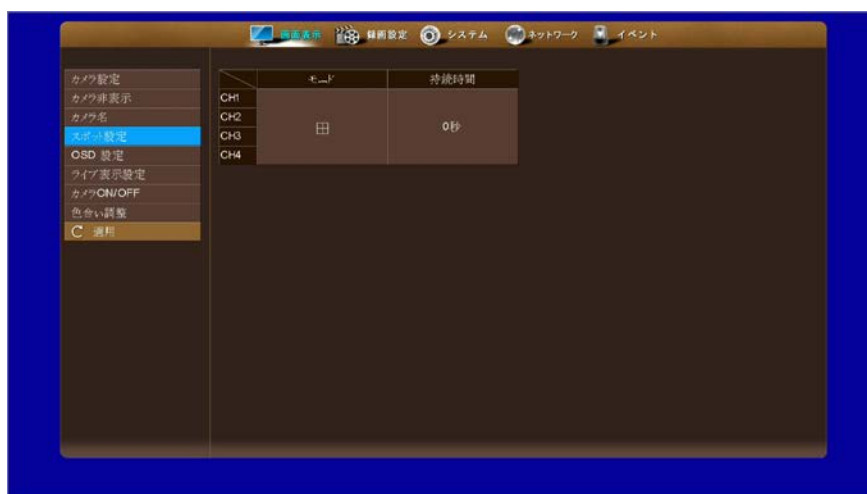 画面表示 録画設定 システム ネットワーク イベント
カメラ設定
カメラ非表示
カメラ名
スポット設定
OSD 設定
ライブ表示設定
カメラON/OFF
色合い調整
適用
モード 持続時間
CH1
CH2
CH3
CH4
0秒